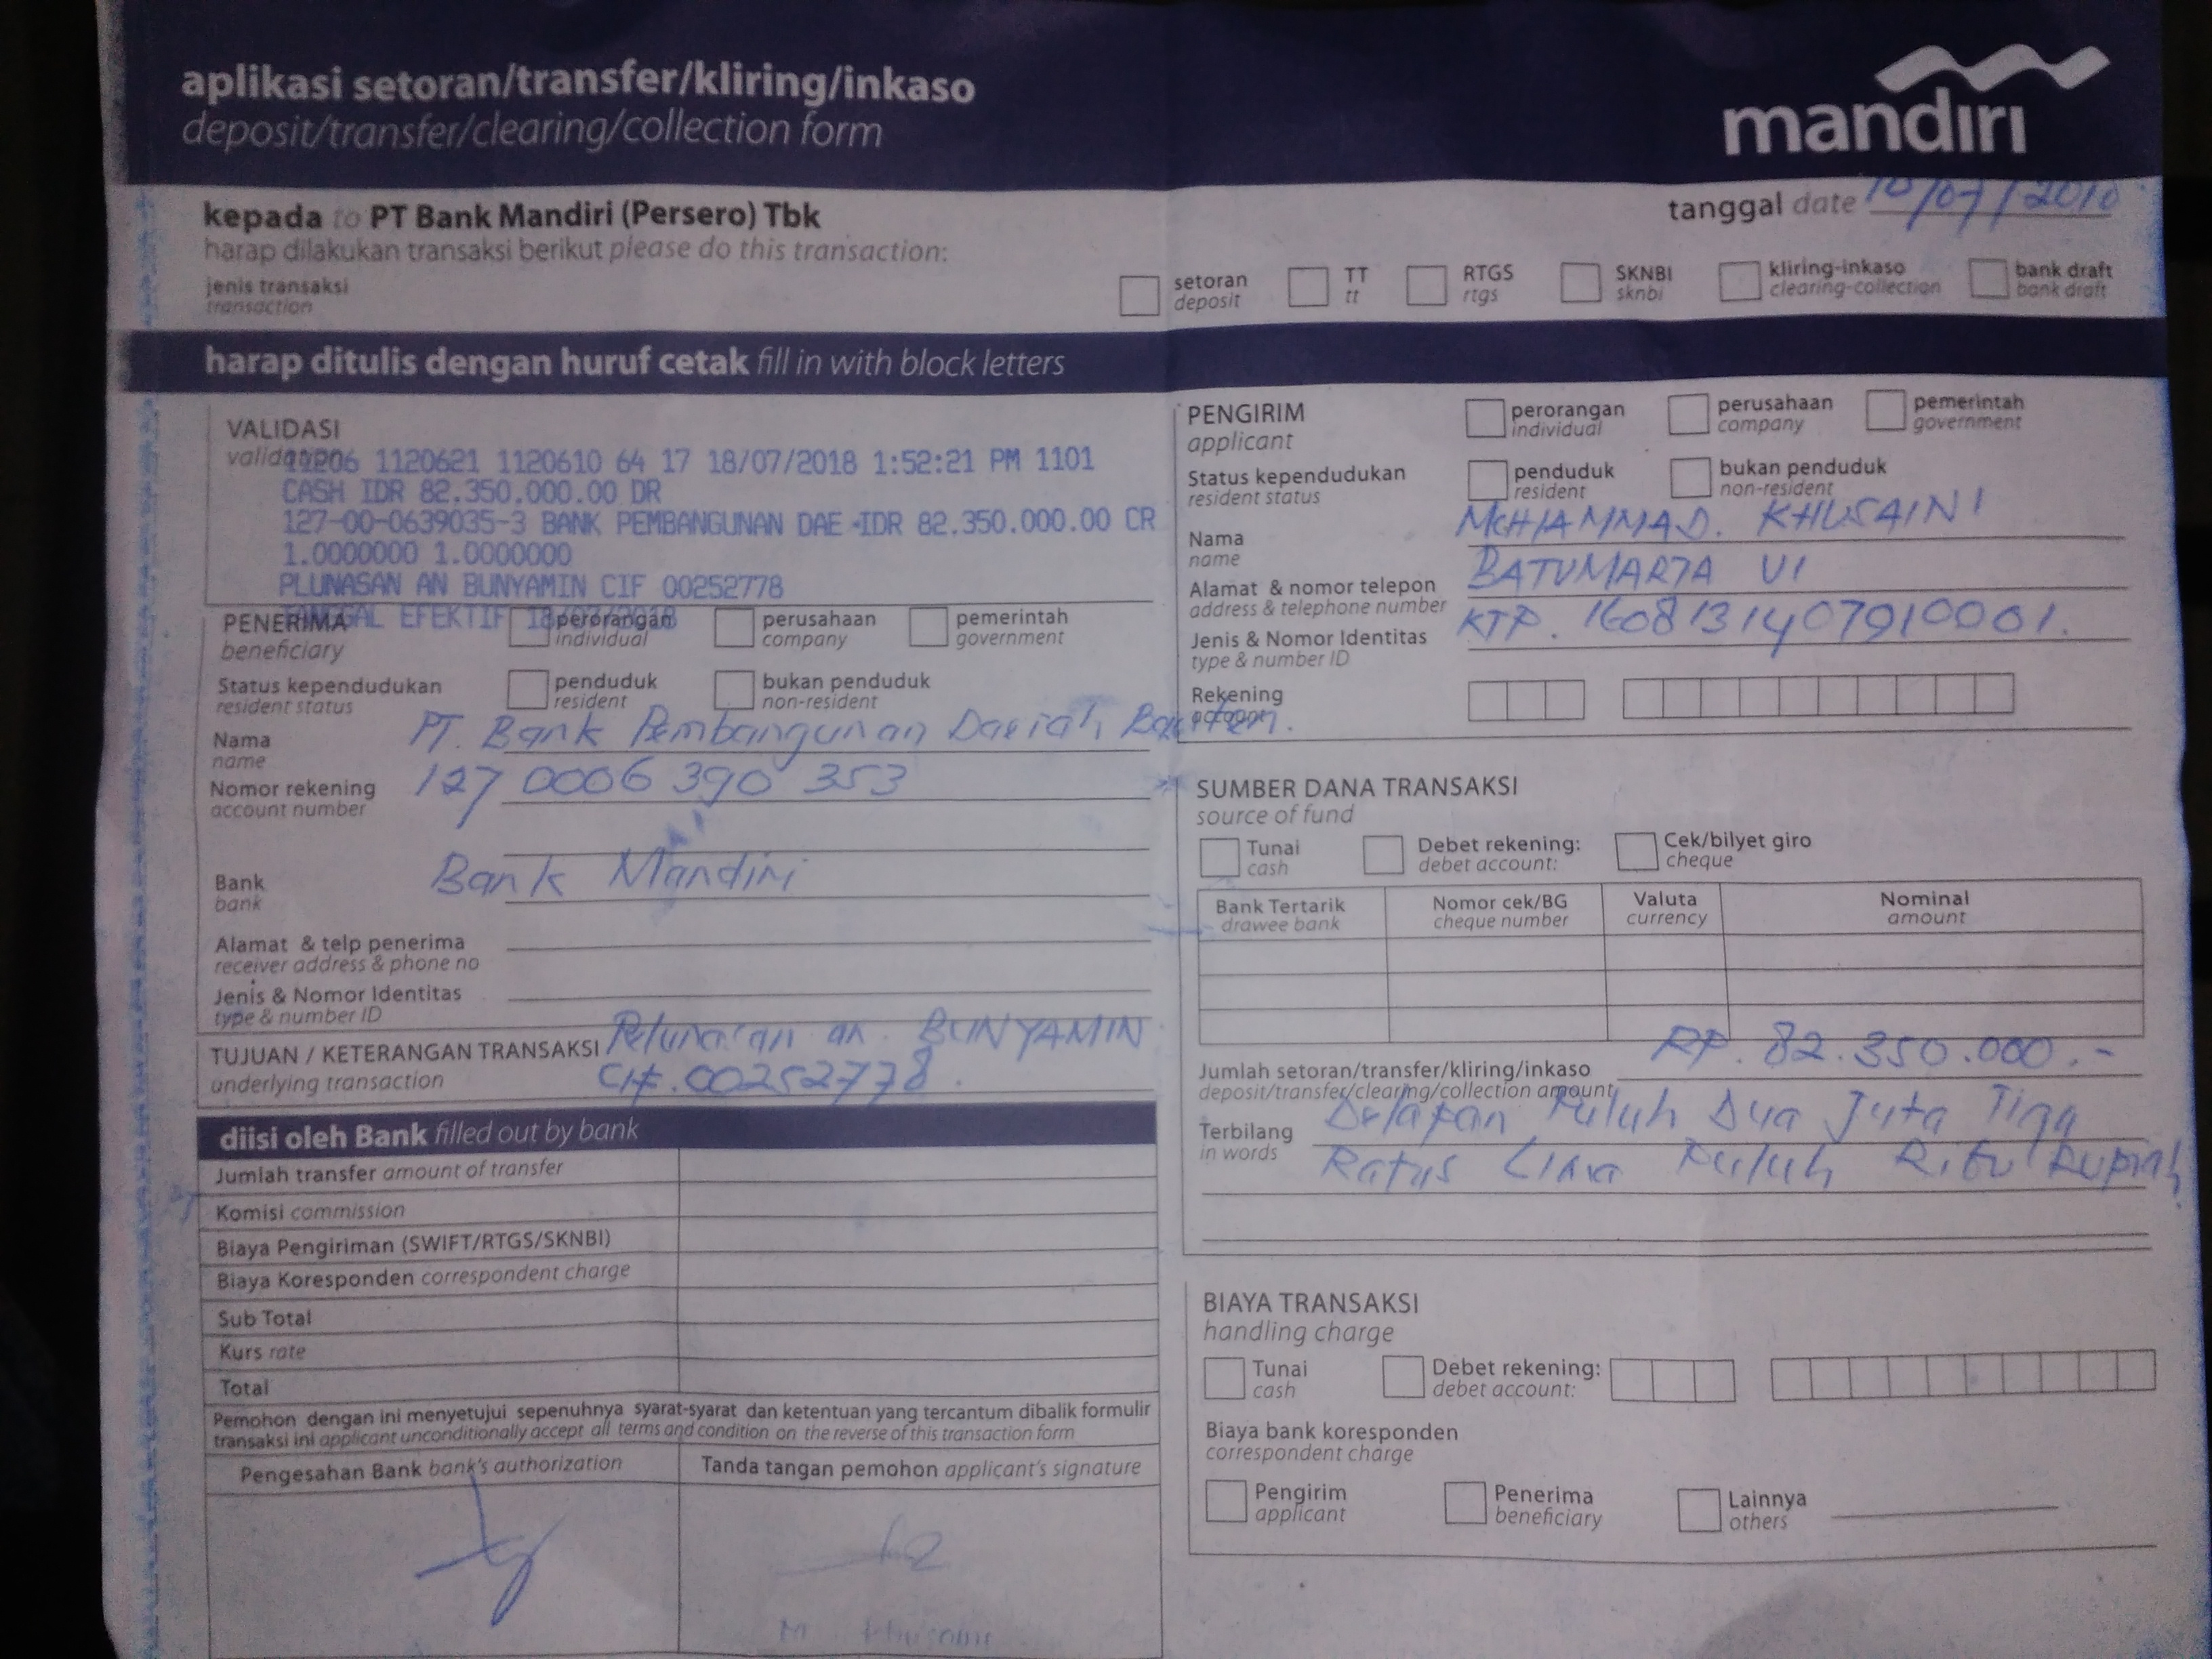 aplikasi setoran/transfer/kliring/inkaso
deposit/transfer/clearing/collection form
mandiri
kepada to PT Bank Mandiri (Persero) Tbk
tanggal date
harap dilakukan transaksi berikut please do this transaction:
jenis transaksi
transaction
setoran
deposit
TT
tt
RTGS
rtgs
SKNBI
sknbi
kliring-inkaso
clearing-collection
bank draft
bank draft
harap ditulis dengan huruf cetak fill in with block letters
VALIDASI
1120621 1120610 64 17 18/07/2018 1:52:21 PM 1101
CASH IDR 82.350.000.00 DR
127-00-0639035-3 BANK PEMBANGUNAN DAE IDR 82.350.000.00 CR
1.0000000 1.0000000
PLUNASAN AN BUNYAMIN CIF 00252778
EFEKTIF
PENERIMA
beneficiary
perorangan
individual
perusahaan
company
pemerintah
government
Status kependudukan
resident status
penduduk
resident
bukan penduduk
non-resident
Nama PT. Bank Pembangunan Daerah Banten.
name
Nomor rekening 127 0006 390 353
account number
Bank Bank Mandiri
bank
Alamat & telp penerima
receiver address & phone no
Jenis & Nomor Identitas
type & number ID
TUJUAN / KETERANGAN TRANSAKSI Pelunasan an. BUNYAMIN
underlying transaction CIF.00252778.
diisi oleh Bank filled out by bank
Jumlah transfer amount of transfer
Komisi commission
Biaya Pengiriman (SWIFT/RTGS/SKNBI)
Biaya Koresponden correspondent charge
Sub Total
Kurs rate
Total
Pemohon dengan ini menyetujui sepenuhnya syarat-syarat dan ketentuan yang tercantum dibalik formulir
transaksi ini applicant unconditionally accept all terms and condition on the reverse of this transaction form
Pengesahan Bank bank's authorization
Tanda tangan pemohon applicant's signature
PENGIRIM
applicant
perorangan
individual
perusahaan
company
pemerintah
government
Status kependudukan
resident status
penduduk
resident
bukan penduduk
non-resident
Nama MOHAMMAD. KHUSAINI
name
Alamat & nomor telepon BATUMARTA VI
address & telephone number
Jenis & Nomor Identitas KTP. 1608131407910001.
type & number ID
Rekening
account
SUMBER DANA TRANSAKSI
source of fund
Tunai
cash
Debet rekening:
debet account:
Cek/bilyet giro
cheque
Bank Tertarik
drawee bank
Nomor cek/BG
cheque number
Valuta
currency
Nominal
amount
Jumlah setoran/transfer/kliring/inkaso RP. 82.350.000.-
deposit/transfer/clearing/collection amount
Terbilang Delapan Puluh Dua Juta Tiga
in words Ratus Lima Puluh Ribu Rupiah
BIAYA TRANSAKSI
handling charge
Tunai
cash
Debet rekening:
debet account:
Biaya bank koresponden
correspondent charge
Pengirim
applicant
Penerima
beneficiary
Lainnya
others